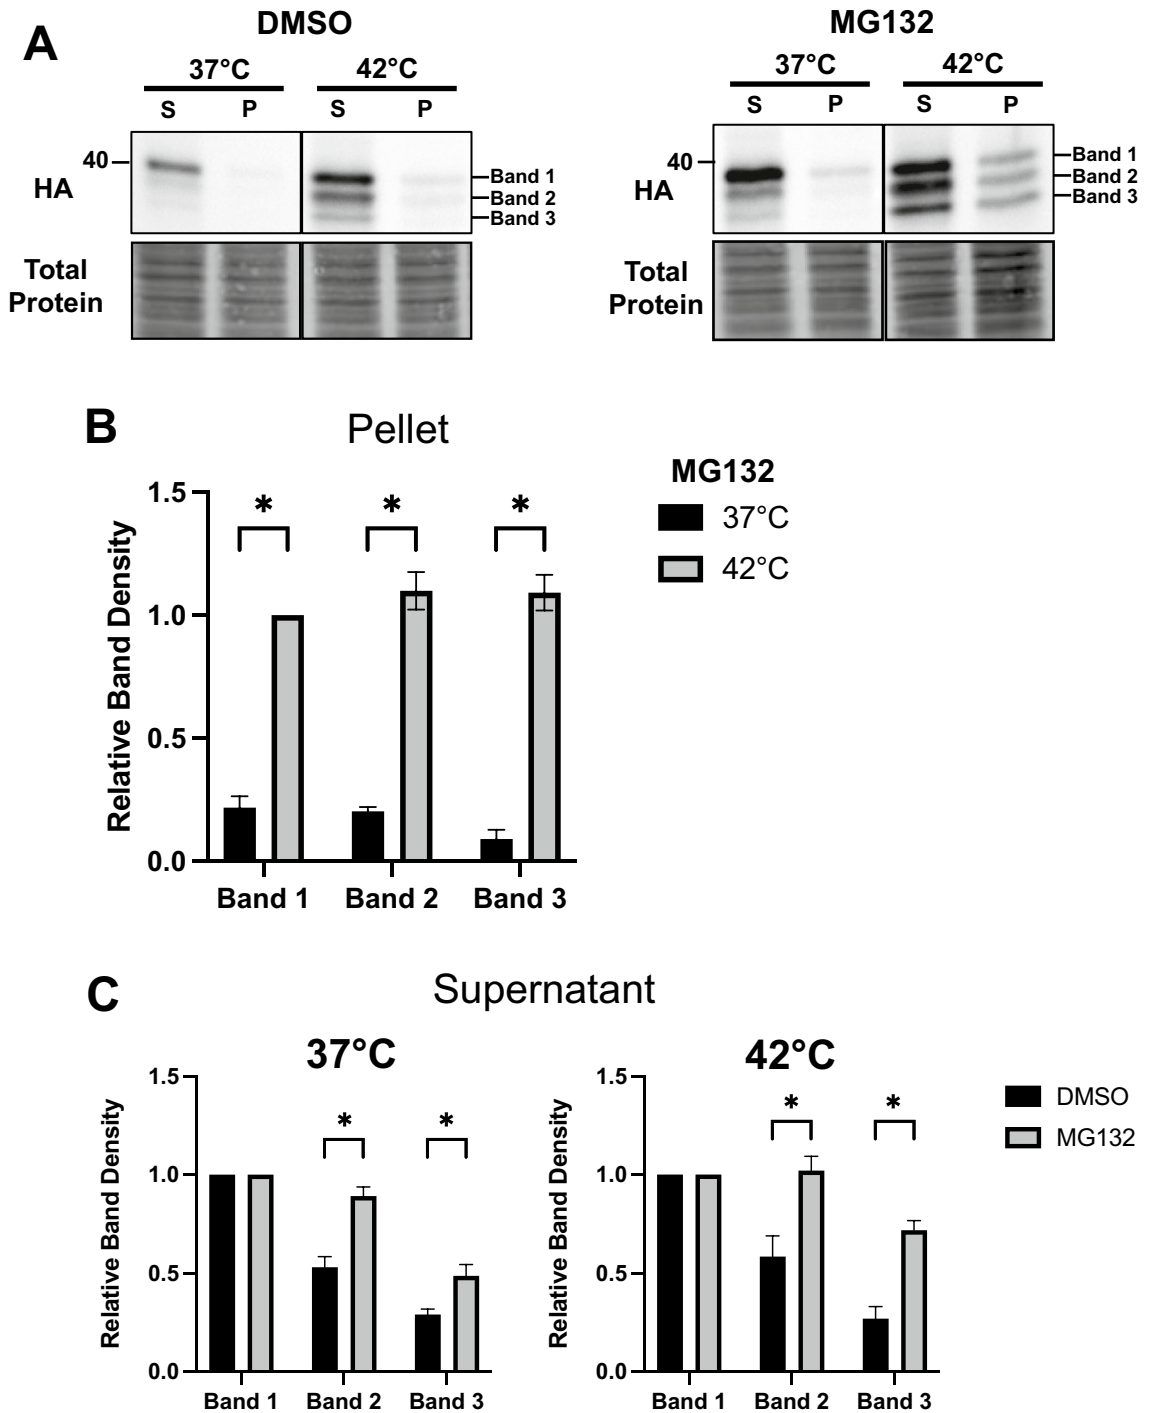 A
DMSO
37°C 42°C
S P S P
40
HA
Band 1
Band 2
Band 3
Total
Protein
MG132
37°C 42°C
S P S P
40
HA
Band 1
Band 2
Band 3
Total
Protein
B
Pellet
Relative Band Density
1.5
1.0
0.5
0.0
* * *
Band 1 Band 2 Band 3
MG132
37°C
42°C
C
Supernatant
37°C
Relative Band Density
1.5
1.0
0.5
0.0
* *
Band 1 Band 2 Band 3
42°C
Relative Band Density
1.5
1.0
0.5
0.0
* *
Band 1 Band 2 Band 3
DMSO
MG132